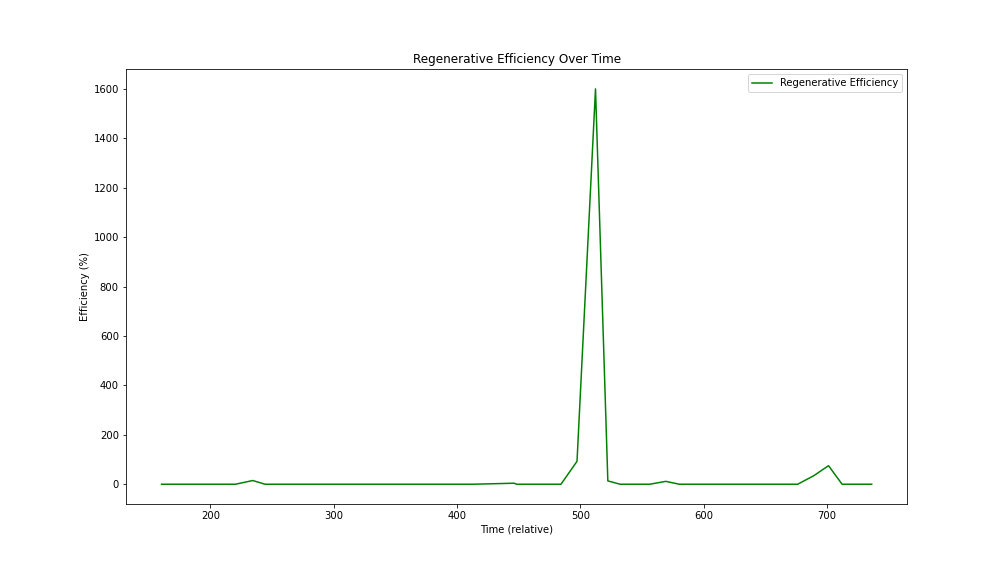 Regenerative Efficiency Over Time
Regenerative Efficiency
1600
1400
1200
1000
800
600
400
200
0
Efficiency (%)
200 300 400 500 600 700
Time (relative)